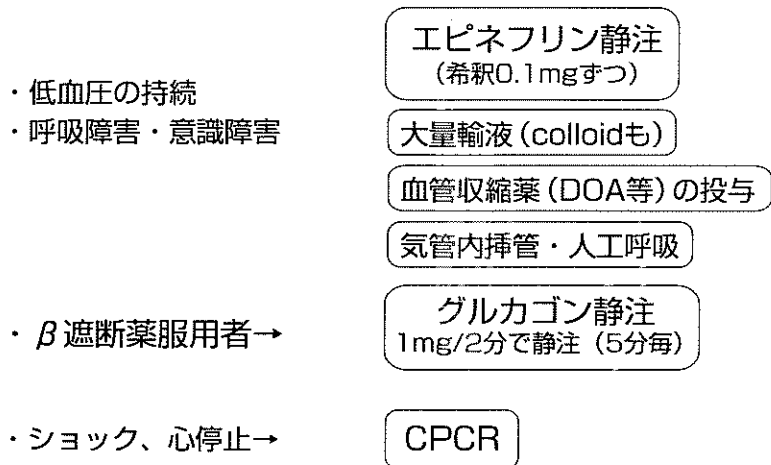 エピネフリン静注
(希釈0.1mgずつ)
・低血圧の持続
・呼吸障害・意識障害
大量輸液(colloidも)
血管収縮薬(DOA等)の投与
気管内挿管・人工呼吸
・β遮断薬服用者→
グルカゴン静注
1mg/2分で静注(5分毎)
・ショック、心停止→
CPCR